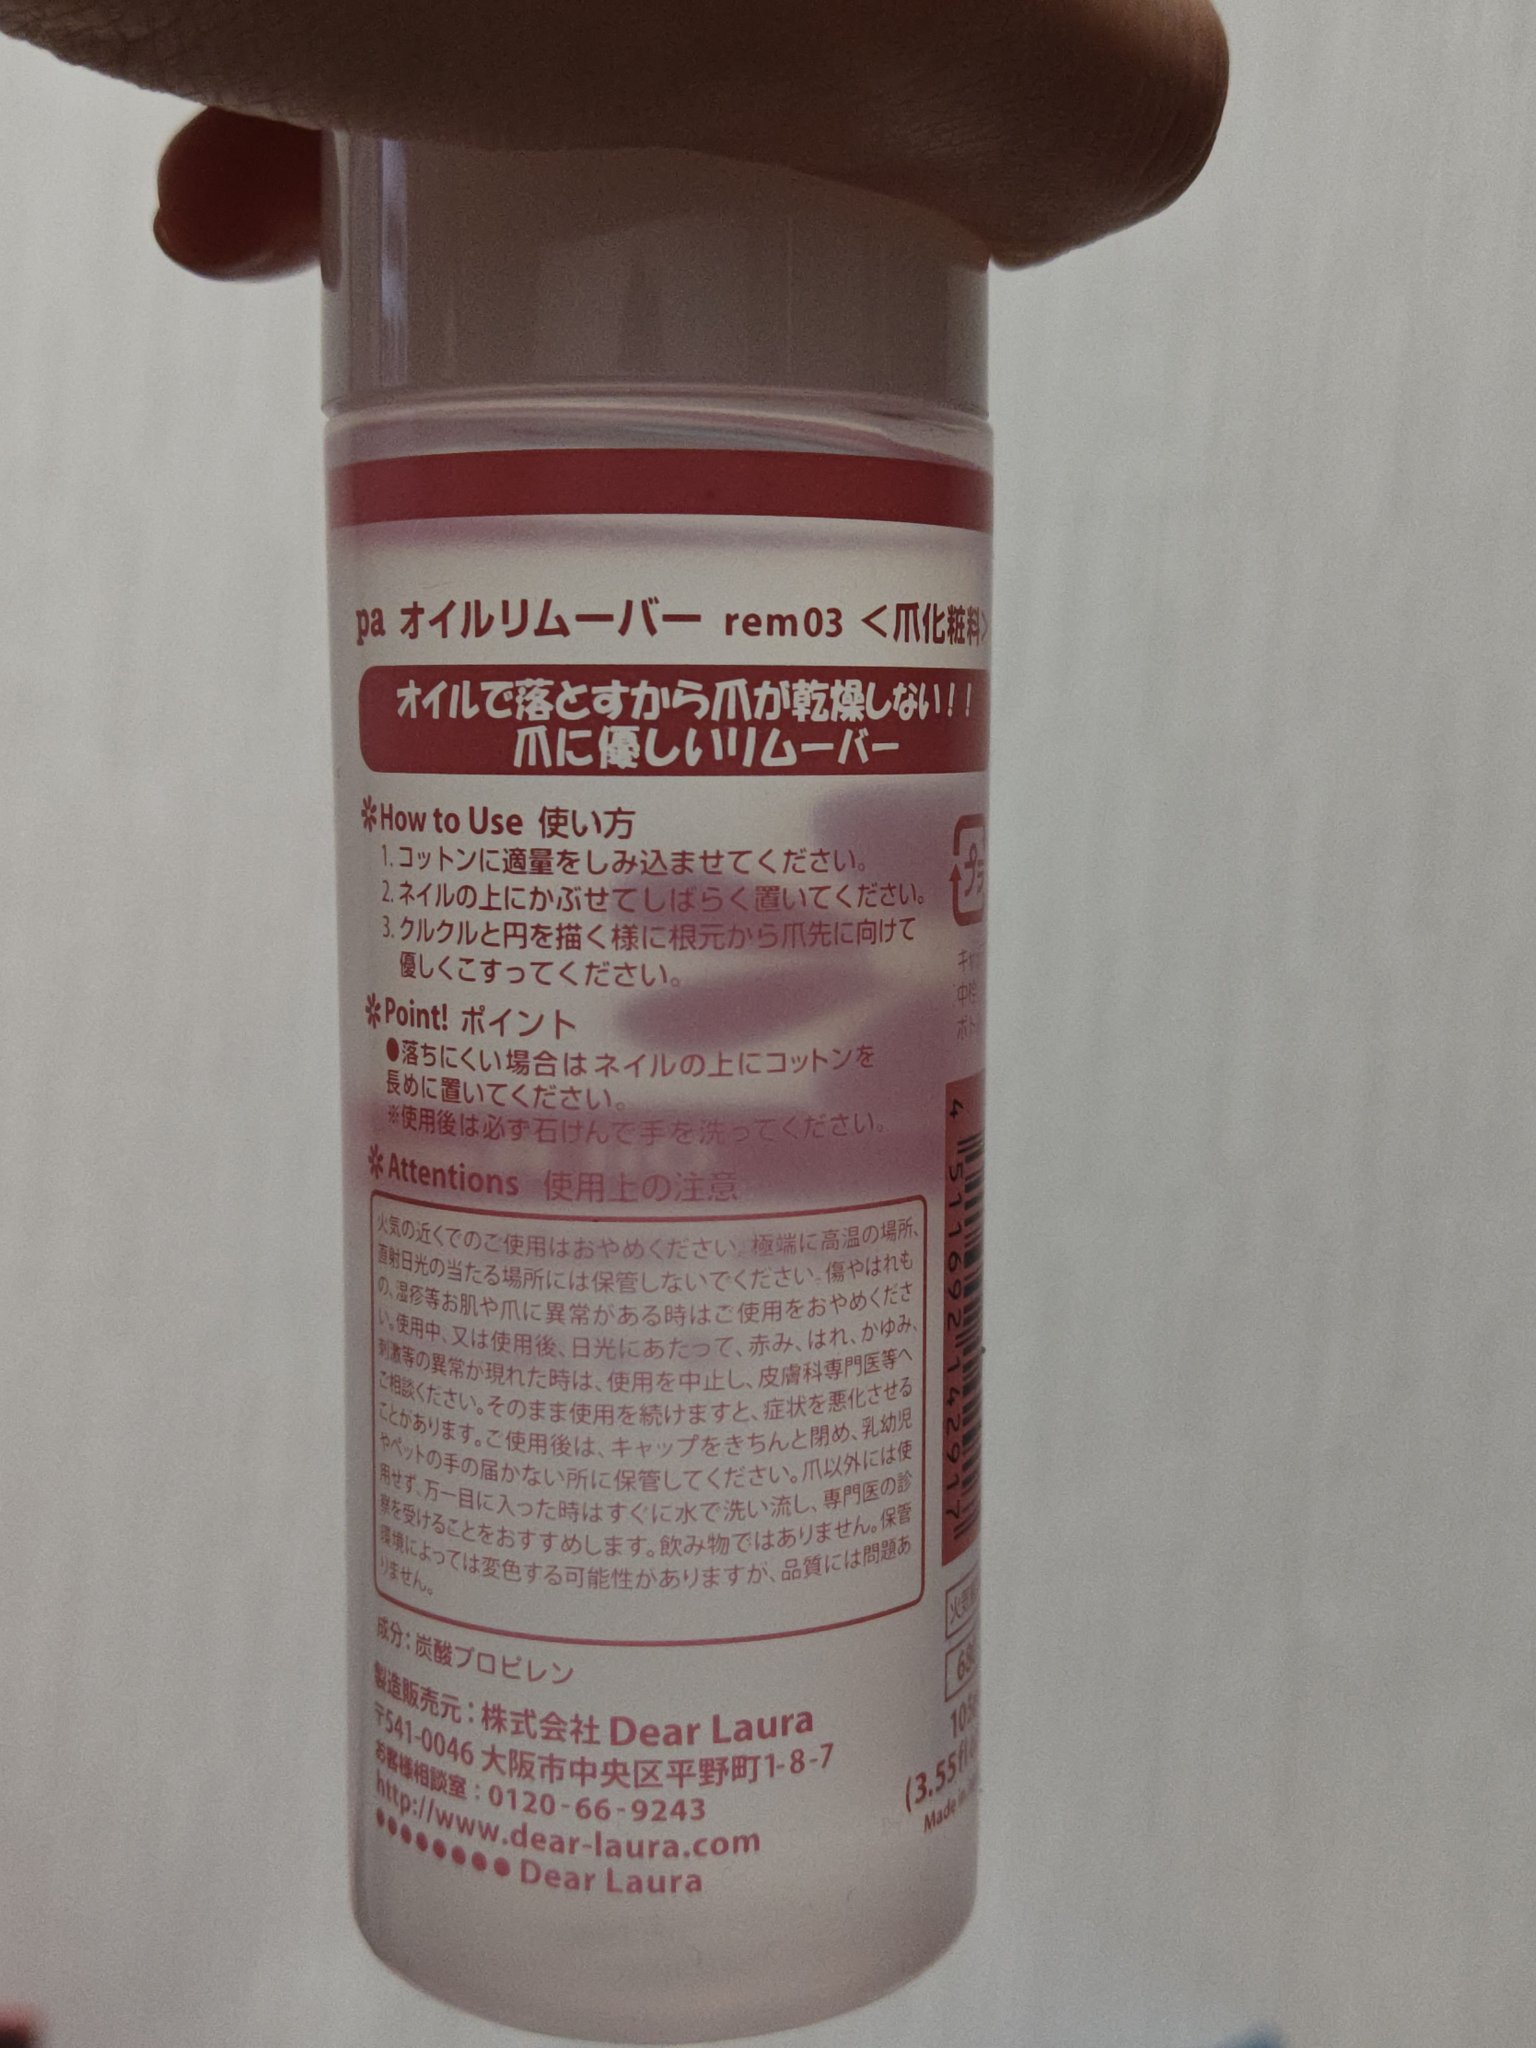 pa オイルリムーバー rem03 <爪化粧料>
オイルで落とすから爪が乾燥しない!!
爪に優しいリムーバー
*How to Use 使い方
1.コットンに適量をしみ込ませてください。
2.ネイルの上にかぶせてしばらく置いてください。
3.クルクルと円を描く様に根元から爪先に向けて
優しくこすってください。
*Point! ポイント
●落ちにくい場合はネイルの上にコットンを
長めに置いてください。
※使用後は必ず石けんで手を洗ってください。
*Attentions 使用上の注意
火気の近くでのご使用はおやめください。極端に高温の場所、
直射日光の当たる場所には保管しないでください。傷やはれも
の、湿疹等お肌や爪に異常がある時はご使用をおやめくださ
い。使用中、又は使用後、日光にあたって、赤み、はれ、かゆみ、
刺激等の異常が現れた時は、使用を中止し、皮膚科専門医等へ
ご相談ください。そのまま使用を続けますと、症状を悪化させる
ことがあります。ご使用後は、キャップをきちんと閉め、乳幼児
やペットの手の届かない所に保管してください。爪以外には使
用せず、万一目に入った時はすぐに水で洗い流し、専門医の診
察を受けることをおすすめします。飲み物ではありません。保管
環境によっては変色する可能性がありますが、品質には問題あ
りません。
成分:炭酸プロピレン
製造販売元:株式会社 Dear Laura
〒541-0046 大阪市中央区平野町1-8-7
お客様相談室:0120-66-9243
http://www.dear-laura.com
●●●●●●●● Dear Laura
プラ
4 511692 142917
(3.55fl
Made in